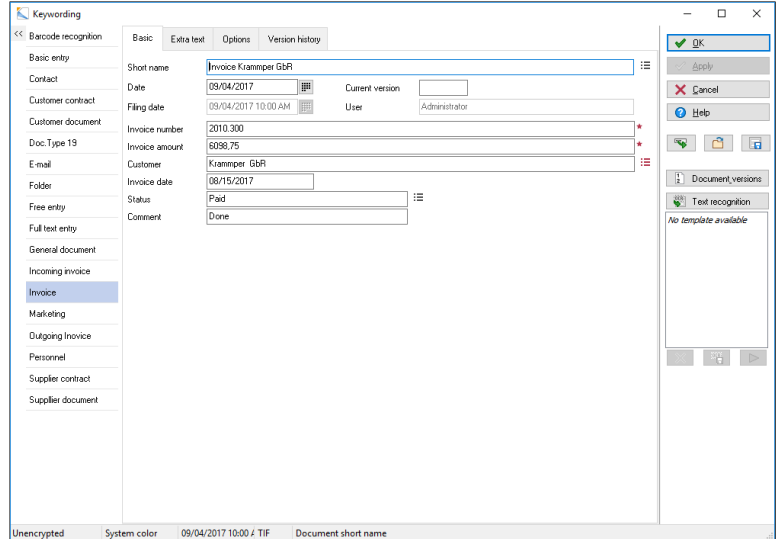 Keywording
<< Barcode recognition
Basic entry
Contact
Customer contract
Customer document
Doc.Type 19
E-mail
Folder
Free entry
Full text entry
General document
Incoming invoice
Invoice
Marketing
Outgoing Inovice
Personnel
Supplier contract
Suppllier document
Basic Extra text Options Version history
Short name Invoice Krammper GbR
Date 09/04/2017 Current version
Filing date 09/04/2017 10:00 AM User Administrator
Invoice number 2010.300 *
Invoice amount 6098,75 *
Customer Krammper GbR
Invoice date 08/15/2017
Status Paid
Comment Done
OK
Apply
Cancel
Help
Document versions
Text recognition
No template available
Unencrypted System color 09/04/2017 10:00 A TIF Document short name